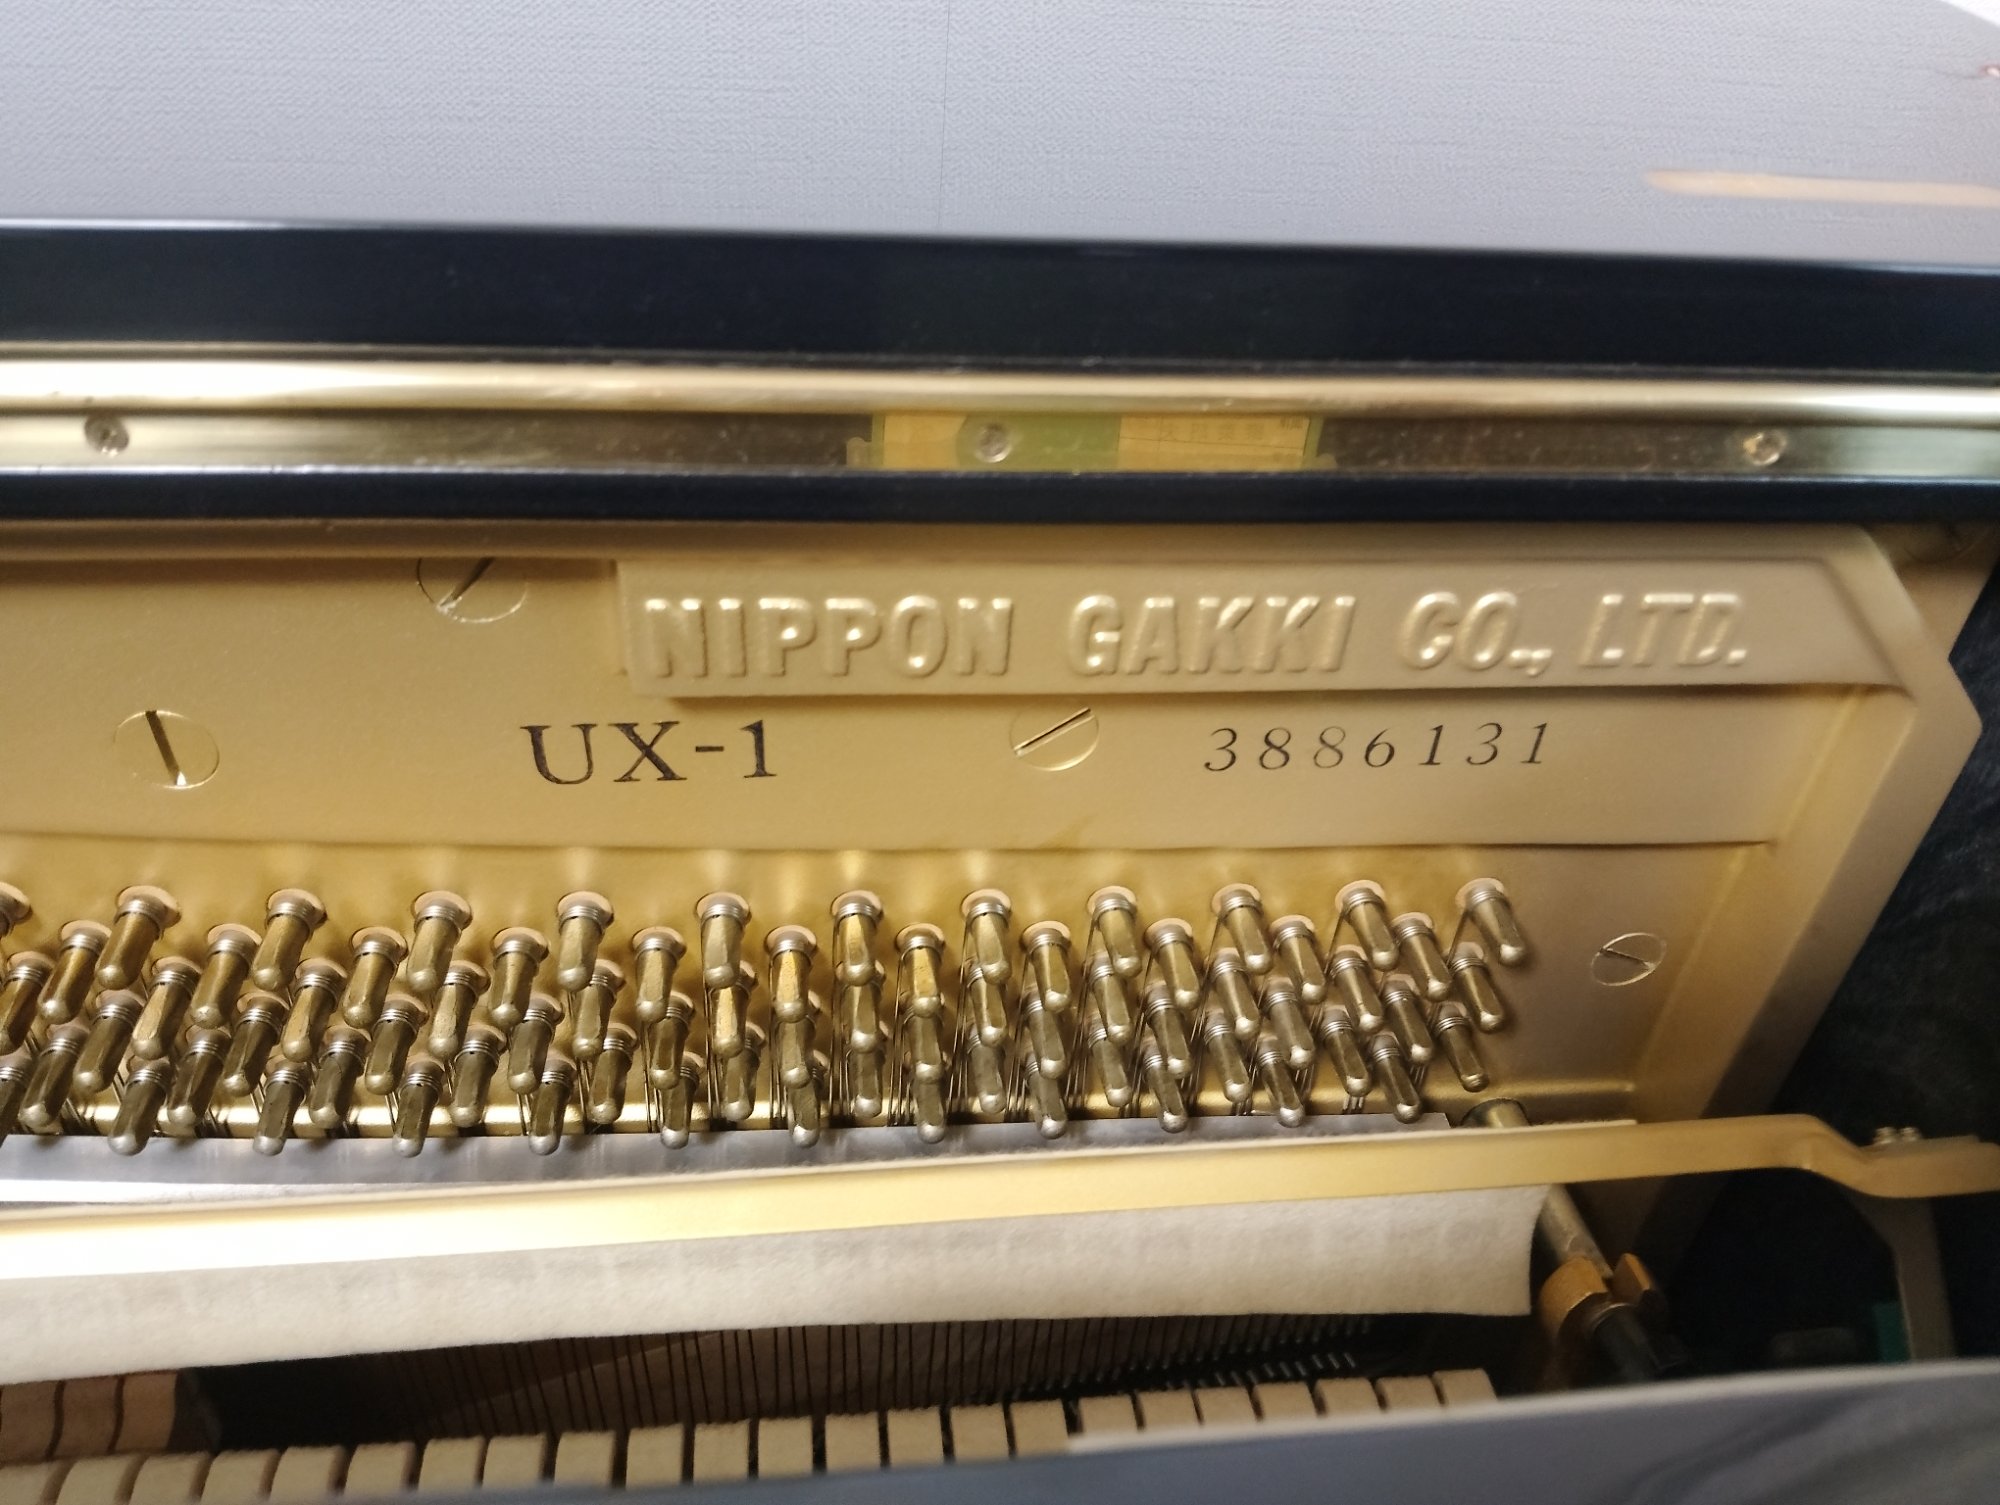 NIPPON GAKKI CO., LTD.
UX-1 3886131